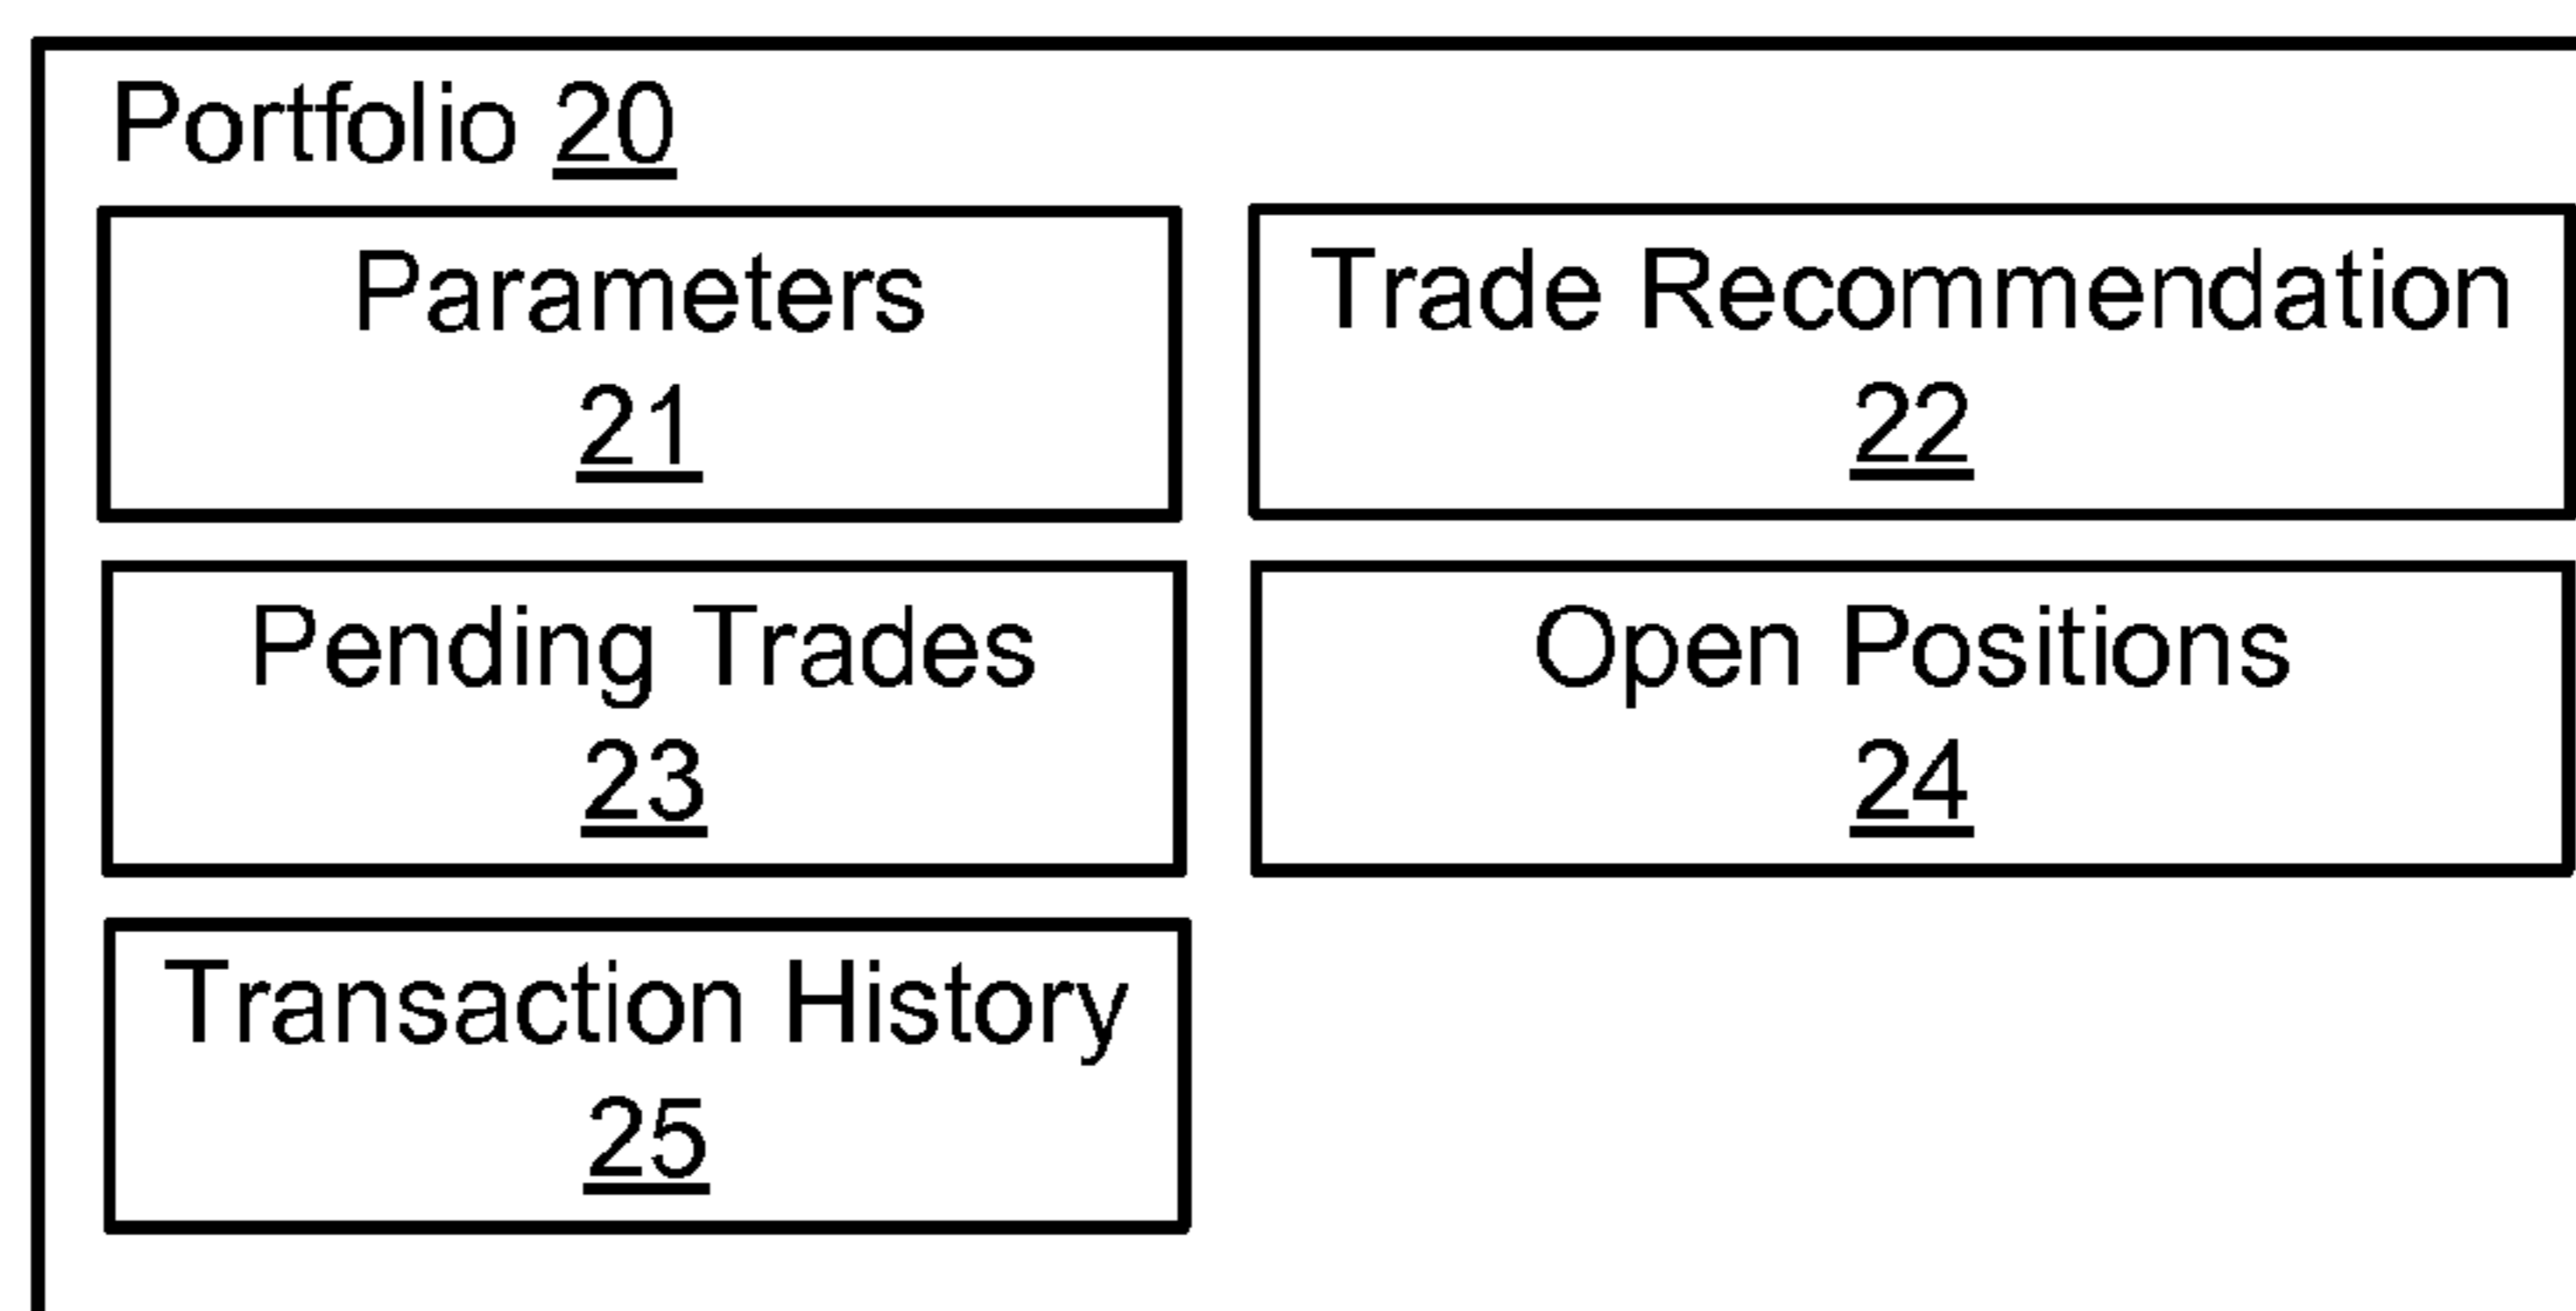 Portfolio 20
Parameters
21
Trade Recommendation
22
Pending Trades
23
Open Positions
24
Transaction History
25